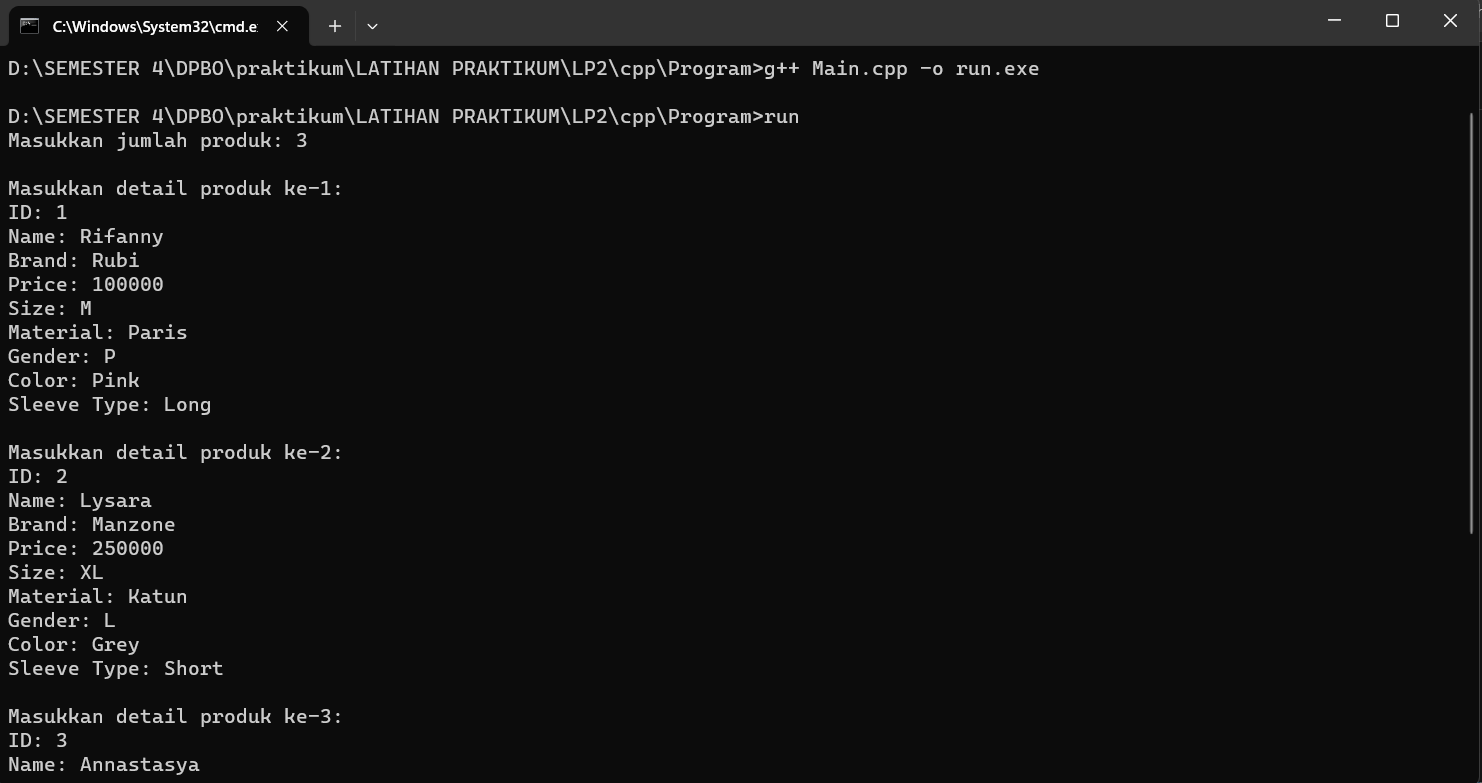 C:\Windows\System32\cmd.e
D:\SEMESTER 4\DPBO\praktikum\LATIHAN PRAKTIKUM\LP2\cpp\Program>g++ Main.cpp -o run.exe
D:\SEMESTER 4\DPBO\praktikum\LATIHAN PRAKTIKUM\LP2\cpp\Program>run
Masukkan jumlah produk: 3
Masukkan detail produk ke-1:
ID: 1
Name: Rifanny
Brand: Rubi
Price: 100000
Size: M
Material: Paris
Gender: P
Color: Pink
Sleeve Type: Long
Masukkan detail produk ke-2:
ID: 2
Name: Lysara
Brand: Manzone
Price: 250000
Size: XL
Material: Katun
Gender: L
Color: Grey
Sleeve Type: Short
Masukkan detail produk ke-3:
ID: 3
Name: Annastasya